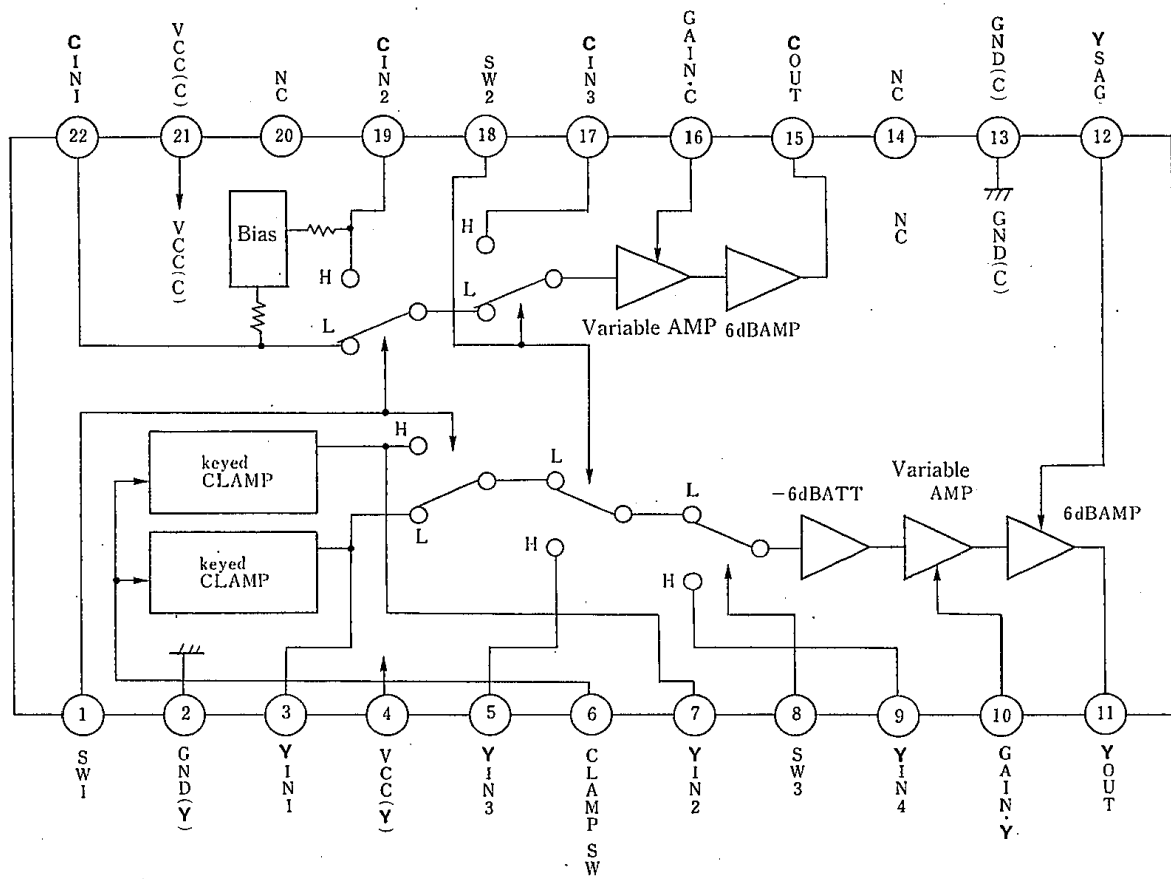 CIN1
VCC(C)
NC
CIN2
SW2
CIN3
GAIN·C
COUT
NC
GND(C)
YSAG
22
21
20
19
18
17
16
15
14
13
12
VCC(C)
Bias
H
H
NC
GND(C)
L
L
Variable AMP
6dBAMP
keyed
CLAMP
H
L
L
L
-6dBATT
Variable
AMP
6dBAMP
keyed
CLAMP
H
H
1
2
3
4
5
6
7
8
9
10
11
SW1
GND(Y)
YIN1
VCC(Y)
YIN3
CLAMP SW
YIN2
SW3
YIN4
GAIN·Y
YOUT